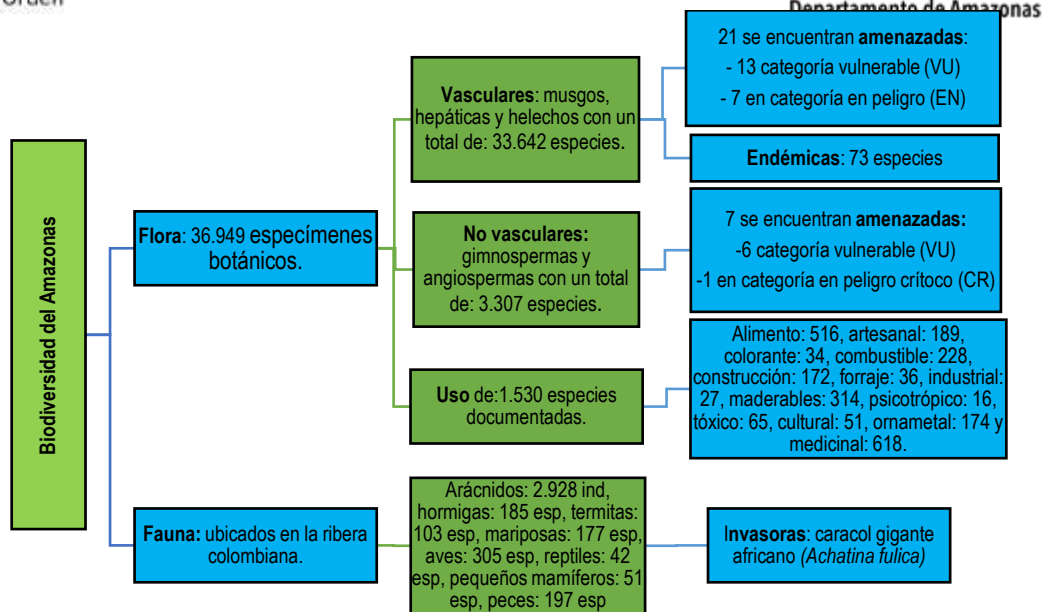 Departamento de Amazonas
Biodiversidad del Amazonas
Flora: 36.949 especímenes
botánicos.
Vasculares: musgos,
hepáticas y helechos con un
total de: 33.642 especies.
21 se encuentran amenazadas:
- 13 categoría vulnerable (VU)
- 7 en categoría en peligro (EN)
Endémicas: 73 especies
No vasculares:
gimnospermas y
angiospermas con un total
de: 3.307 especies.
7 se encuentran amenazadas:
-6 categoría vulnerable (VU)
-1 en categoría en peligro crítoco (CR)
Uso de:1.530 especies
documentadas.
Alimento: 516, artesanal: 189,
colorante: 34, combustible: 228,
construcción: 172, forraje: 36, industrial:
27, maderables: 314, psicotrópico: 16,
tóxico: 65, cultural: 51, ornametal: 174 y
medicinal: 618.
Fauna: ubicados en la ribera
colombiana.
Arácnidos: 2.928 ind,
hormigas: 185 esp, termitas:
103 esp, mariposas: 177 esp,
aves: 305 esp, reptiles: 42
esp, pequeños mamíferos: 51
esp, peces: 197 esp
Invasoras: caracol gigante
africano (Achatina fulica)